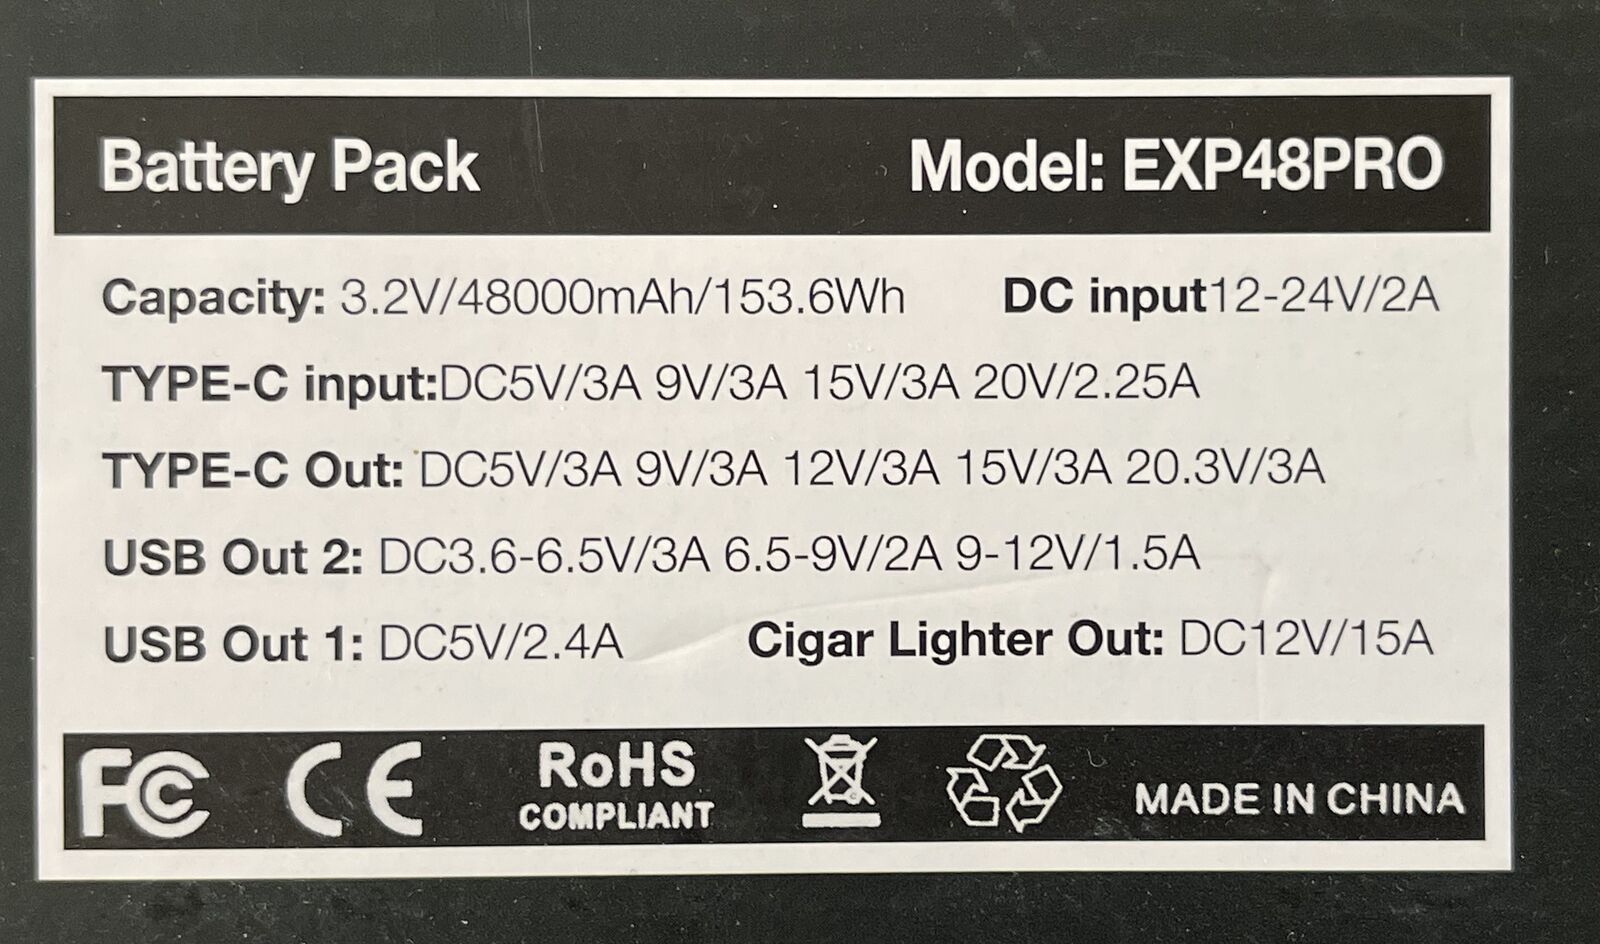 Battery Pack Model: EXP48PRO
Capacity: 3.2V/48000mAh/153.6Wh DC input12-24V/2A
TYPE-C input:DC5V/3A 9V/3A 15V/3A 20V/2.25A
TYPE-C Out: DC5V/3A 9V/3A 12V/3A 15V/3A 20.3V/3A
USB Out 2: DC3.6-6.5V/3A 6.5-9V/2A 9-12V/1.5A
USB Out 1: DC5V/2.4A Cigar Lighter Out: DC12V/15A
FC CE RoHS MADE IN CHINA
COMPLIANT